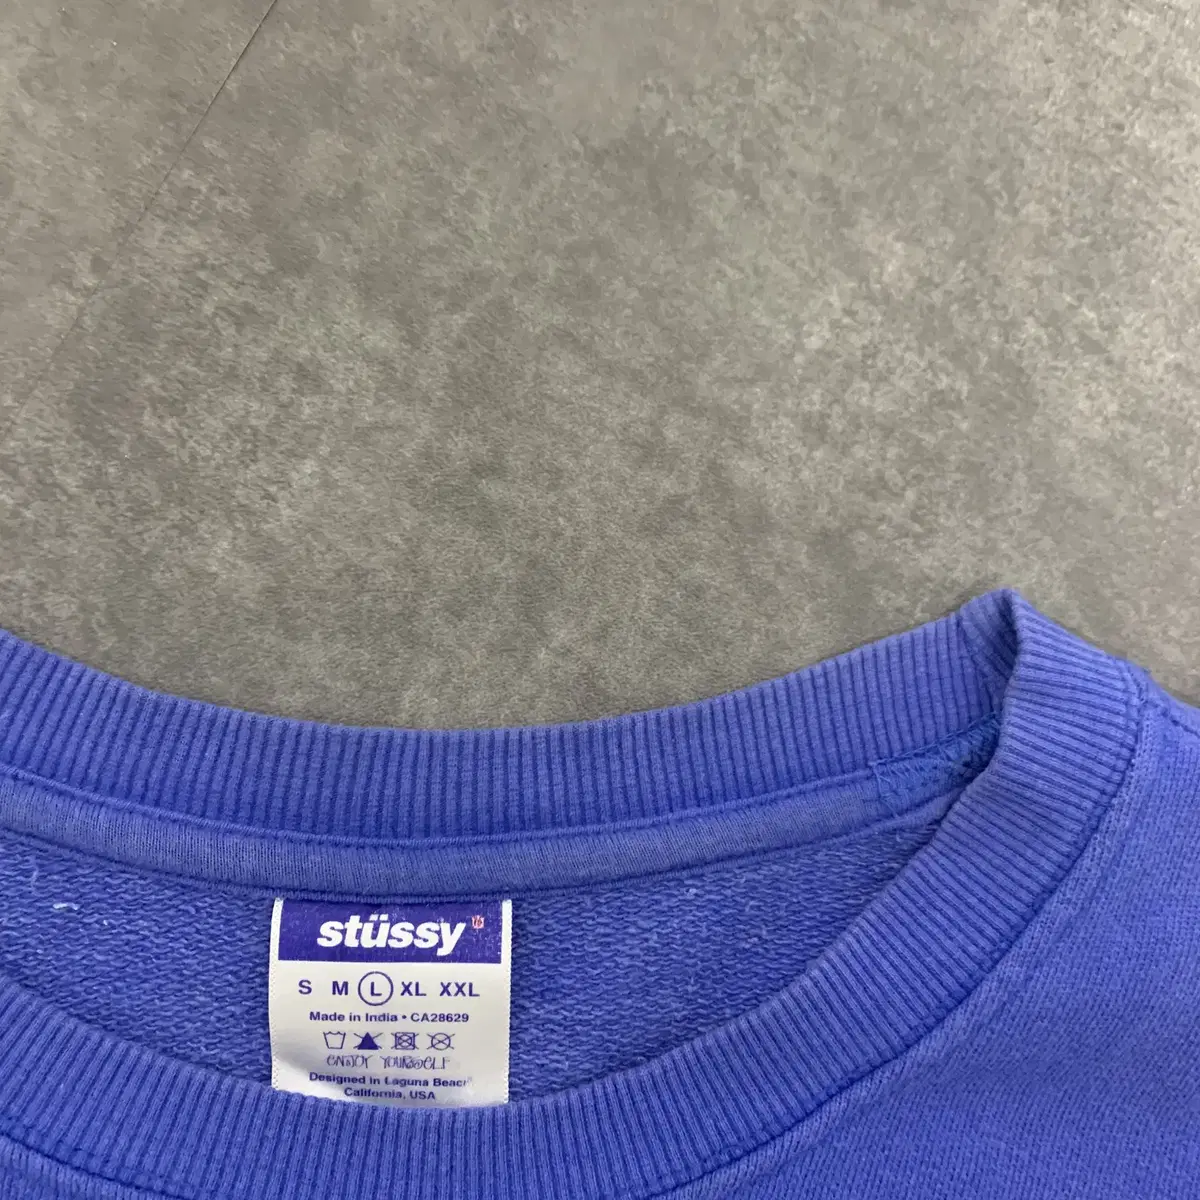 stüssy
S M L XL XXL
Made in India • CA28629
ENJOY YOURSELF
Designed in Laguna Beach
California, USA